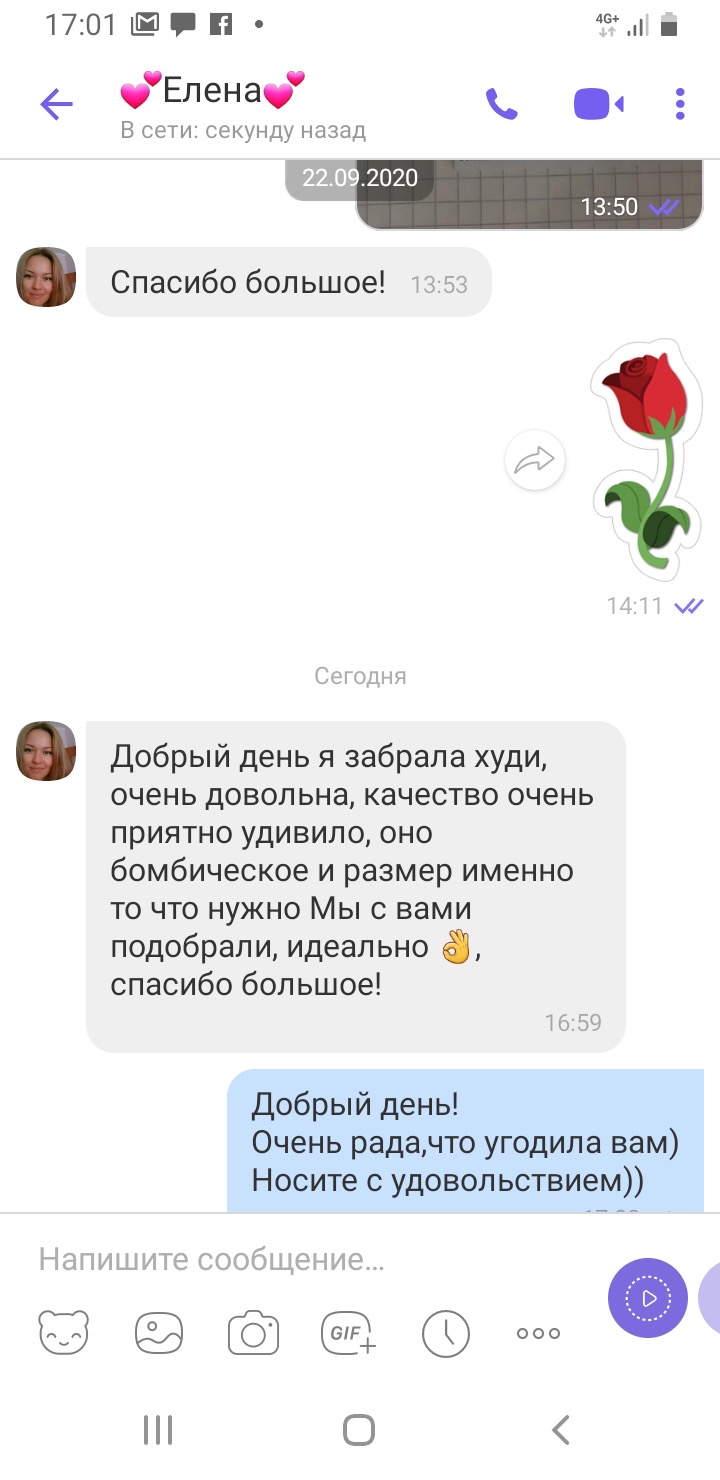 17:01
4G+
💕Елена💕
В сети: секунду назад
22.09.2020
13:50
Спасибо большое! 13:53
14:11
Сегодня
Добрый день я забрала худи,
очень довольна, качество очень
приятно удивило, оно
бомбическое и размер именно
то что нужно Мы с вами
подобрали, идеально 👌,
спасибо большое!
16:59
Добрый день!
Очень рада,что угодила вам)
Носите с удовольствием))
Напишите сообщение...
GIF